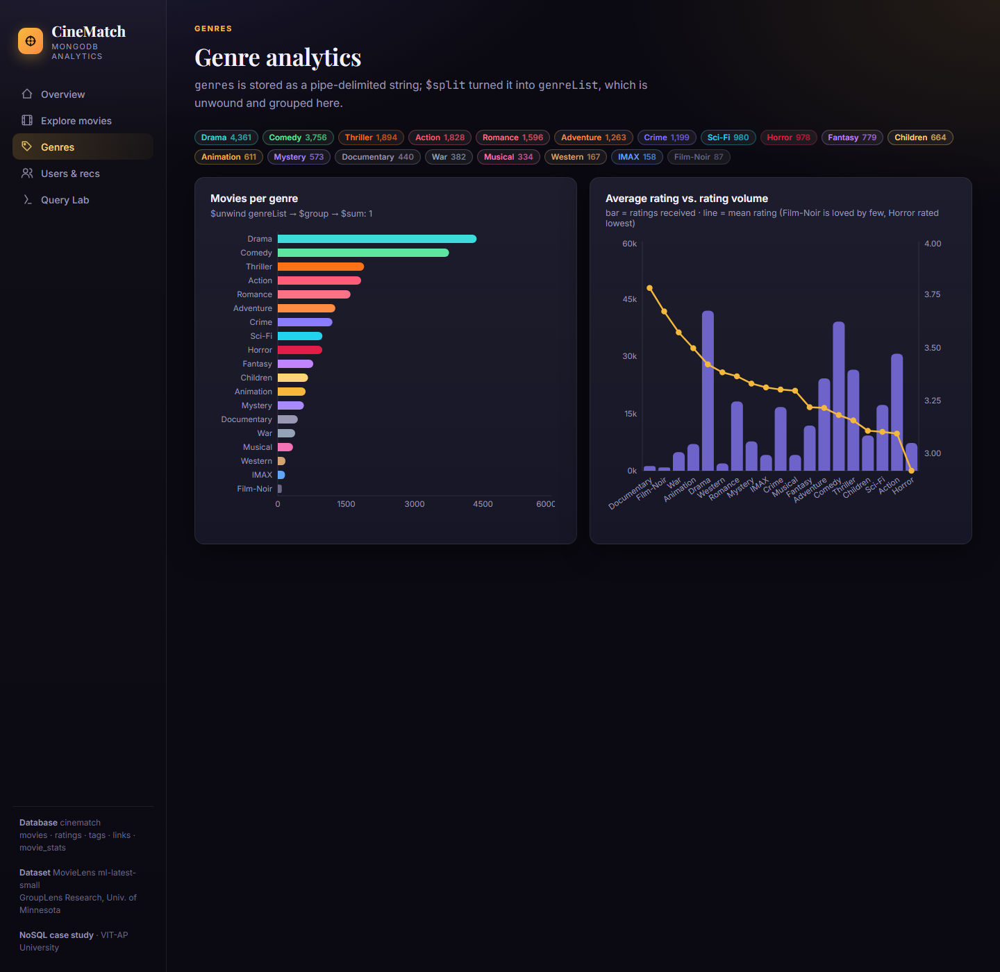 CineMatch
MONGODB
ANALYTICS
Overview
Explore movies
Genres
Users & recs
Query Lab
Database cinematch
movies · ratings · tags · links ·
movie_stats
Dataset MovieLens ml-latest-
small
GroupLens Research, Univ. of
Minnesota
NoSQL case study · VIT-AP
University
GENRES
Genre analytics
genres is stored as a pipe-delimited string; $split turned it into genreList, which is
unwound and grouped here.
Drama 4,361 Comedy 3,756 Thriller 1,894 Action 1,828 Romance 1,596 Adventure 1,263 Crime 1,199 Sci-Fi 980 Horror 978 Fantasy 779 Children 664
Animation 611 Mystery 573 Documentary 440 War 382 Musical 334 Western 167 IMAX 158 Film-Noir 87
Movies per genre
$unwind genreList → $group → $sum: 1
Drama
Comedy
Thriller
Action
Romance
Adventure
Crime
Sci-Fi
Horror
Fantasy
Children
Animation
Mystery
Documentary
War
Musical
Western
IMAX
Film-Noir
0 1500 3000 4500 6000
Average rating vs. rating volume
bar = ratings received · line = mean rating (Film-Noir is loved by few, Horror rated
lowest)
60k 4.00
45k 3.75
30k 3.50
15k 3.25
0k 3.00
Documentary Film-Noir War Animation Drama Western Romance Mystery IMAX Crime Musical Fantasy Adventure Comedy Thriller Children Sci-Fi Action Horror